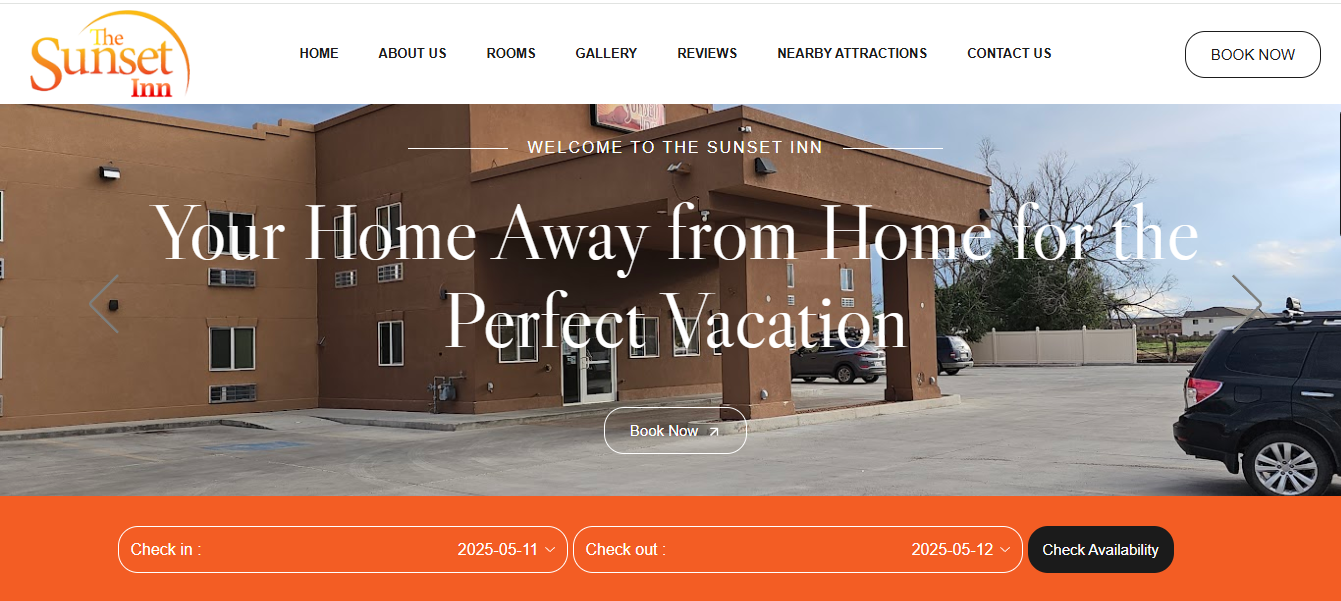 The
Sunset
Inn
HOME ABOUT US ROOMS GALLERY REVIEWS NEARBY ATTRACTIONS CONTACT US
BOOK NOW
WELCOME TO THE SUNSET INN
Your Home Away from Home for the
Perfect Vacation
Book Now
Check in : 2025-05-11 Check out : 2025-05-12 Check Availability